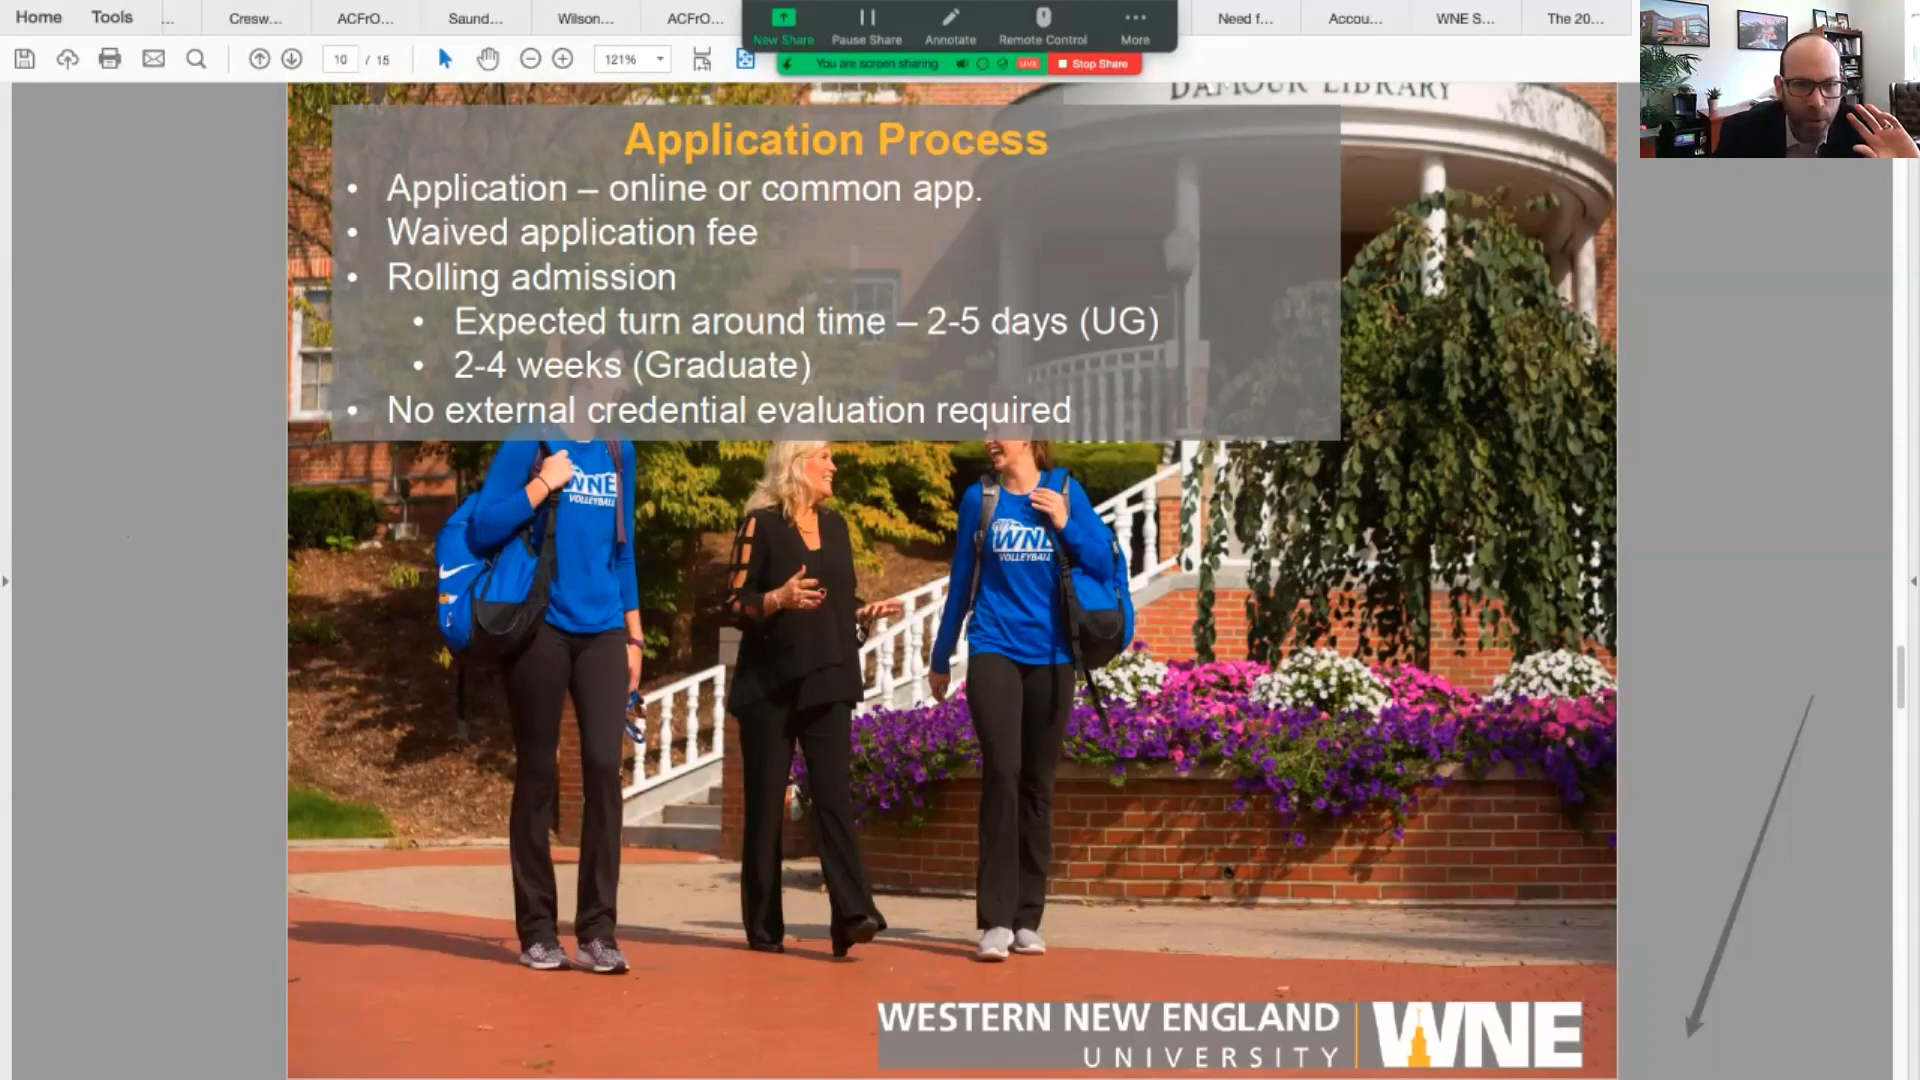 Home Tools ... Cresw... ACFrO... Saund... Wilson... ACFrO... Need f... Accou... WNE S... The 20...
New Share Pause Share Annotate Remote Control More
10 / 15 121%
You are screen sharing LIVE Stop Share
DAMOUR LIBRARY
Application Process
• Application – online or common app.
• Waived application fee
• Rolling admission
• Expected turn around time – 2-5 days (UG)
• 2-4 weeks (Graduate)
• No external credential evaluation required
WNE
VOLLEYBALL
WNE
VOLLEYBALL
WESTERN NEW ENGLAND
UNIVERSITY
WNE